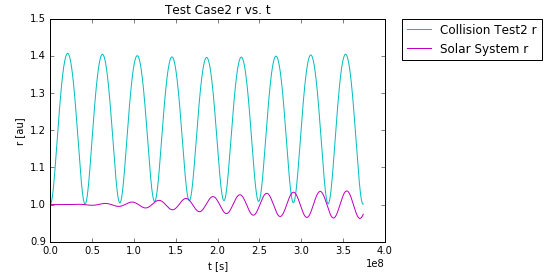 Test Case2 r vs. t
1.5
1.4
1.3
1.2
1.1
1.0
0.9
r [au]
0.0 0.5 1.0 1.5 2.0 2.5 3.0 3.5 4.0
1e8
t [s]
Collision Test2 r
Solar System r